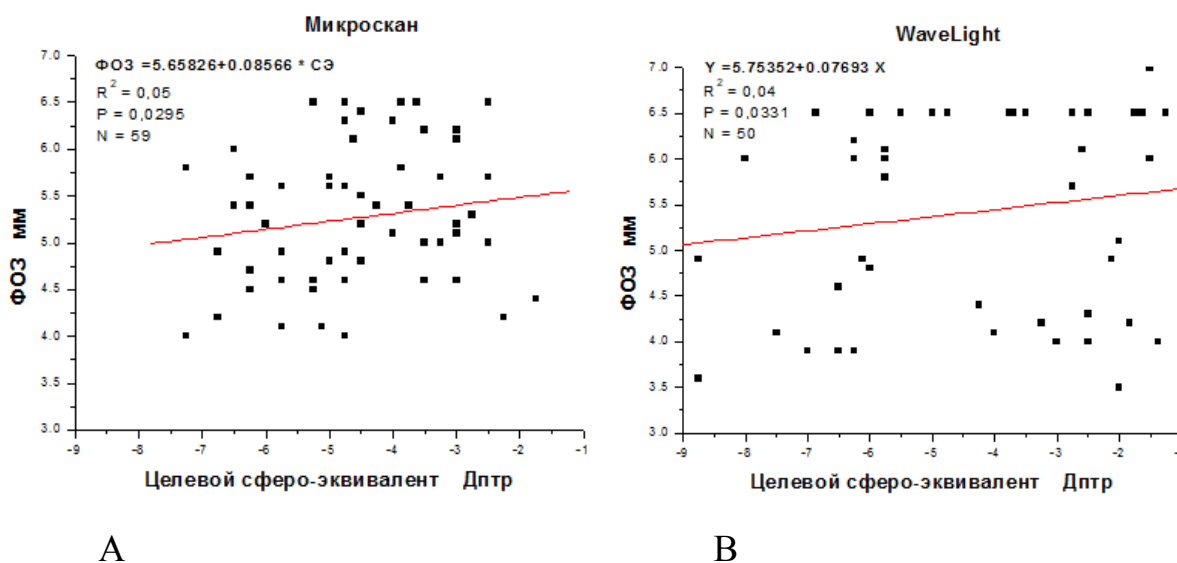 Микроскан
ФОЗ =5.65826+0.08566 * СЭ
R² = 0,05
P = 0,0295
N = 59
7.0
6.5
6.0
5.5
5.0
4.5
4.0
3.5
3.0
ФОЗ мм
-9 -8 -7 -6 -5 -4 -3 -2 -1
Целевой сферо-эквивалент Дптр
A
WaveLight
Y =5.75352+0.07693 X
R² = 0,04
P = 0,0331
N = 50
7.0
6.5
6.0
5.5
5.0
4.5
4.0
3.5
3.0
ФОЗ мм
-9 -8 -7 -6 -5 -4 -3 -2 -1
Целевой сферо-эквивалент Дптр
B